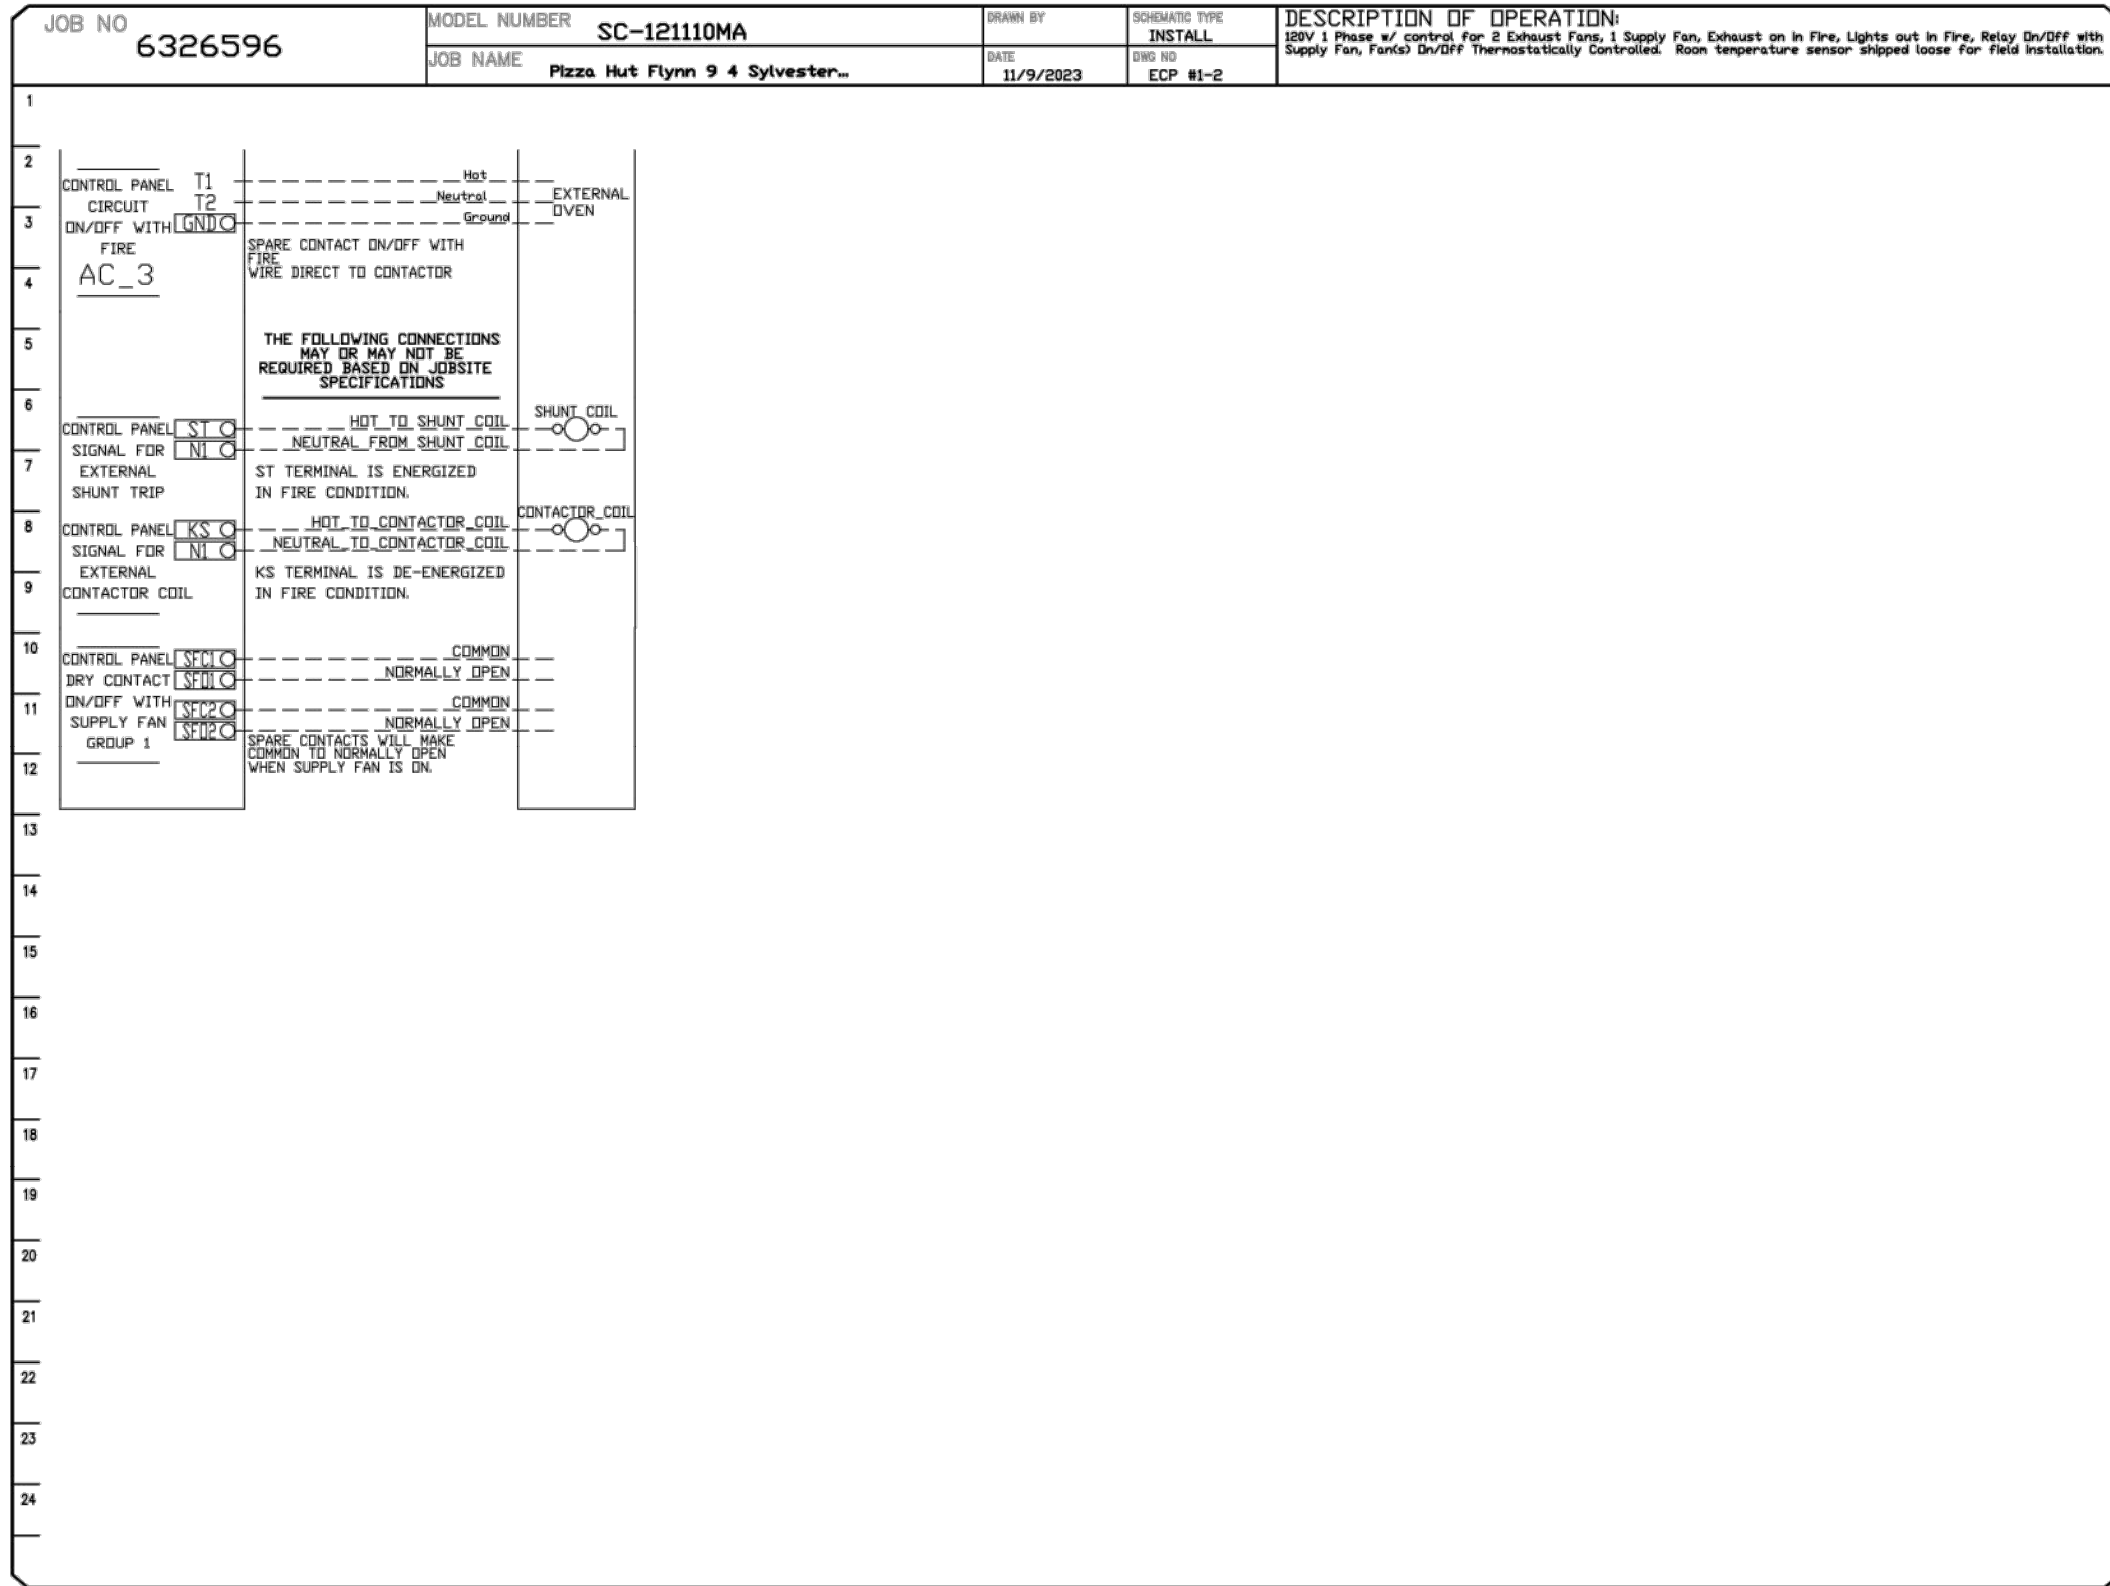 JOB NO
6326596
MODEL NUMBER
SC-121110MA
JOB NAME
Pizza Hut Flynn 9 4 Sylvester...
DRAWN BY
DATE
11/9/2023
SCHEMATIC TYPE
INSTALL
DWG NO
ECP #1-2
DESCRIPTION OF OPERATION:
120V 1 Phase w/ control for 2 Exhaust Fans, 1 Supply Fan, Exhaust on in Fire, Lights out in Fire, Relay On/Off with
Supply Fan, Fan(s) On/Off Thermostatically Controlled. Room temperature sensor shipped loose for field installation.
1
2
3
4
5
6
7
8
9
10
11
12
13
14
15
16
17
18
19
20
21
22
23
24
CONTROL PANEL
CIRCUIT
ON/OFF WITH
FIRE
AC_3
T1
T2
GND
Hot
Neutral
Ground
EXTERNAL
OVEN
SPARE CONTACT ON/OFF WITH
FIRE
WIRE DIRECT TO CONTACTOR
THE FOLLOWING CONNECTIONS
MAY OR MAY NOT BE
REQUIRED BASED ON JOBSITE
SPECIFICATIONS
CONTROL PANEL
SIGNAL FOR
EXTERNAL
SHUNT TRIP
ST
N1
HOT TO SHUNT COIL
NEUTRAL FROM SHUNT COIL
SHUNT COIL
ST TERMINAL IS ENERGIZED
IN FIRE CONDITION.
CONTROL PANEL
SIGNAL FOR
EXTERNAL
CONTACTOR COIL
KS
N1
HOT_TO_CONTACTOR_COIL
NEUTRAL_TO_CONTACTOR_COIL
CONTACTOR_COIL
KS TERMINAL IS DE-ENERGIZED
IN FIRE CONDITION.
CONTROL PANEL
DRY CONTACT
ON/OFF WITH
SUPPLY FAN
GROUP 1
SFC1
SFO1
SFC2
SFO2
COMMON
NORMALLY OPEN
COMMON
NORMALLY OPEN
SPARE CONTACTS WILL MAKE
COMMON TO NORMALLY OPEN
WHEN SUPPLY FAN IS ON.